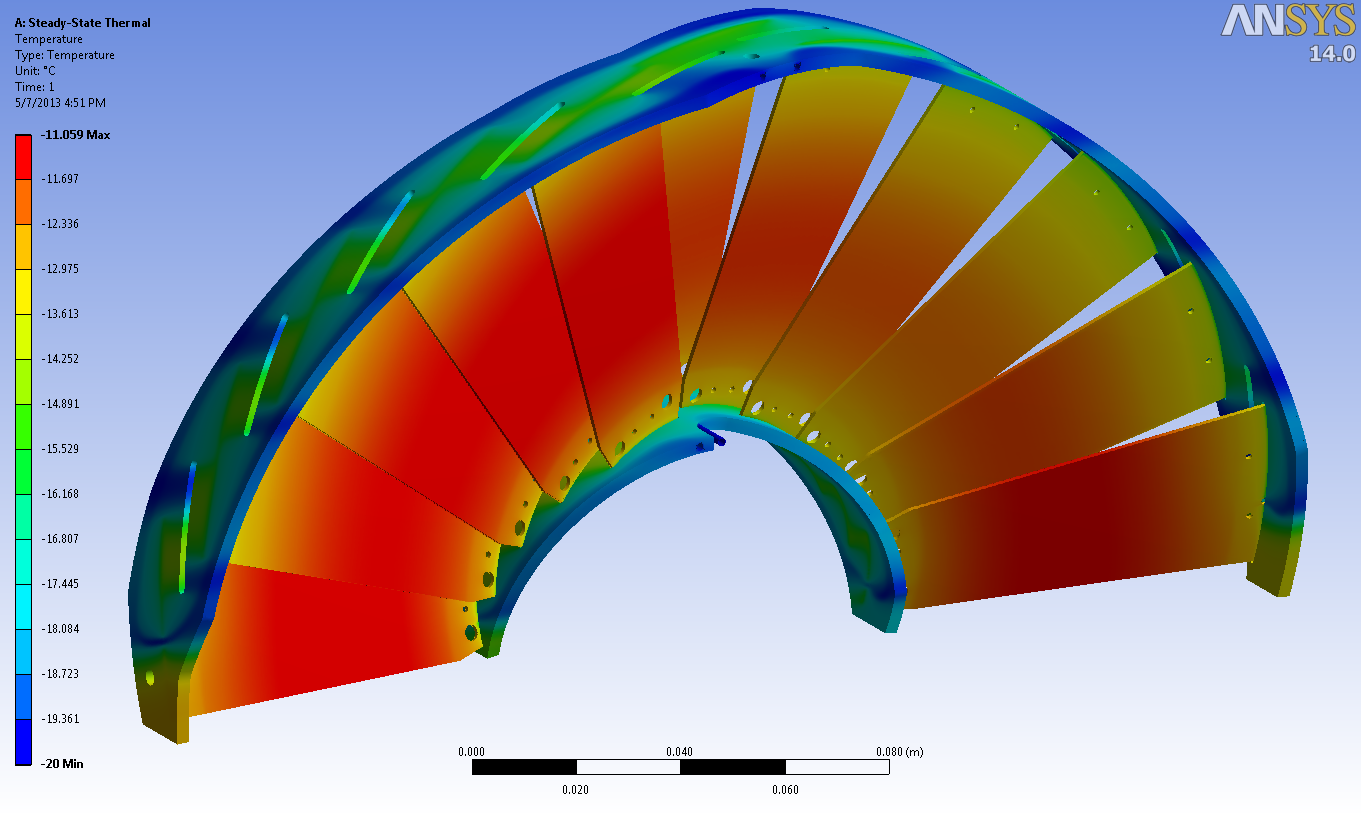 A: Steady-State Thermal
Temperature
Type: Temperature
Unit: °C
Time: 1
5/7/2013 4:51 PM
ANSYS
14.0
-11.059 Max
-11.697
-12.336
-12.975
-13.613
-14.252
-14.891
-15.529
-16.168
-16.807
-17.445
-18.084
-18.723
-19.361
-20 Min
0.000 0.040 0.080 (m)
0.020 0.060